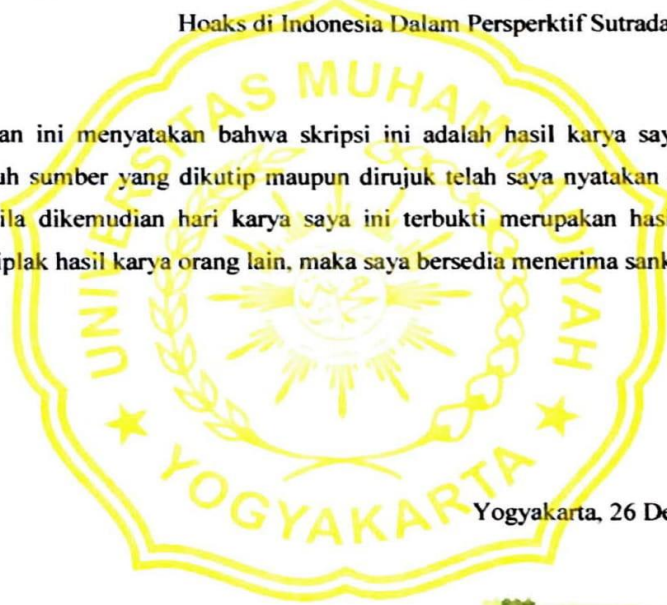 Hoaks di Indonesia Dalam Persperktif Sutrada
an ini menyatakan bahwa skripsi ini adalah hasil karya say
uh sumber yang dikutip maupun dirujuk telah saya nyatakan
ila dikemudian hari karya saya ini terbukti merupakan has
iplak hasil karya orang lain, maka saya bersedia menerima sank
UNIVERSITAS MUHAMMADIYAH
YOGYAKARTA
Yogyakarta, 26 De